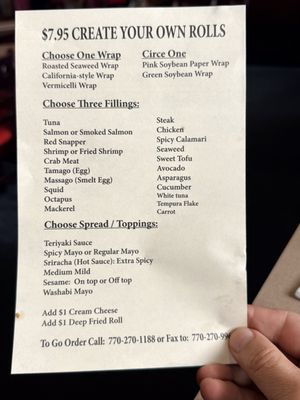 $7.95 CREATE YOUR OWN ROLLS
Choose One Wrap
Roasted Seaweed Wrap
California-style Wrap
Vermicelli Wrap
Circe One
Pink Soybean Paper Wrap
Green Soybean Wrap
Choose Three Fillings:
Tuna
Salmon or Smoked Salmon
Red Snapper
Shrimp or Fried Shrimp
Crab Meat
Tamago (Egg)
Massago (Smelt Egg)
Squid
Octapus
Mackerel
Steak
Chicken
Spicy Calamari
Seaweed
Sweet Tofu
Avocado
Asparagus
Cucumber
White tuna
Tempura Flake
Carrot
Choose Spread / Toppings:
Teriyaki Sauce
Spicy Mayo or Regular Mayo
Sriracha (Hot Sauce): Extra Spicy
Medium Mild
Sesame: On top or Off top
Washabi Mayo
Add $1 Cream Cheese
Add $1 Deep Fried Roll
To Go Order Call: 770-270-1188 or Fax to: